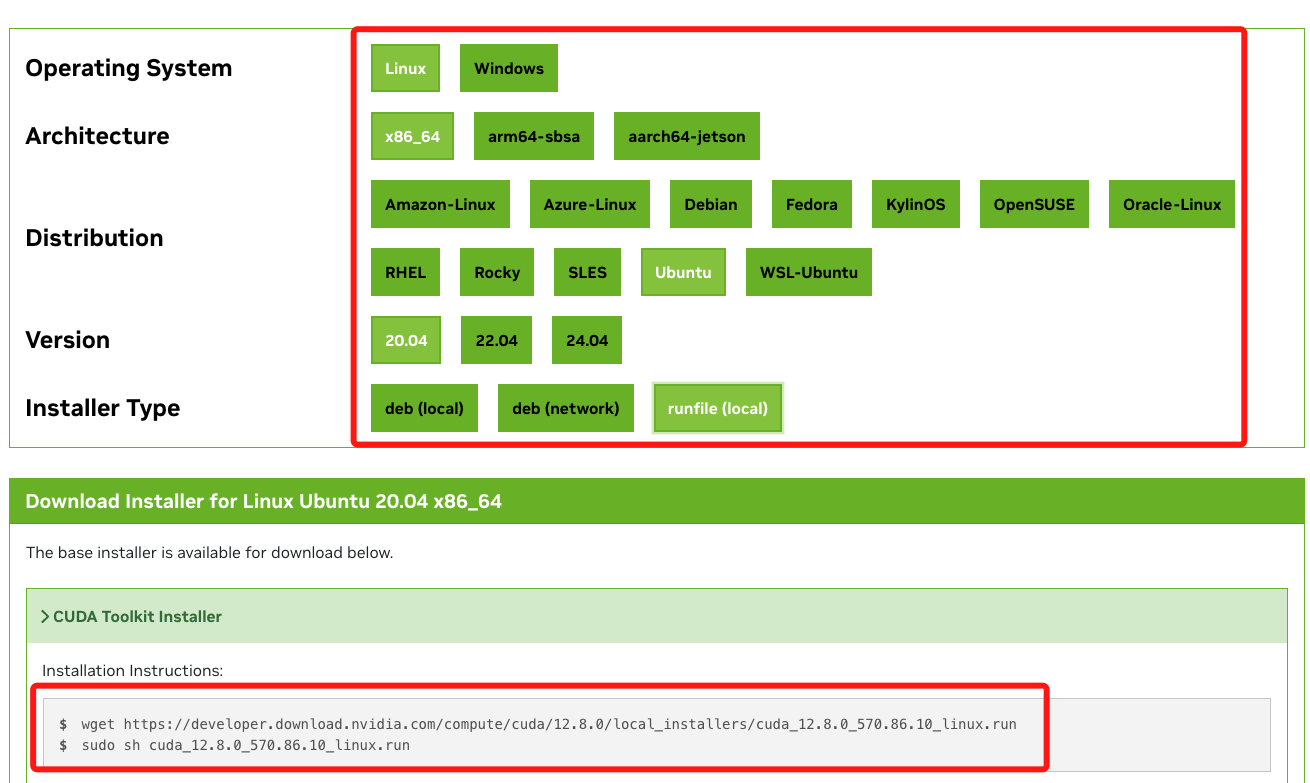 Operating System
Linux Windows
Architecture
x86_64 arm64-sbsa aarch64-jetson
Distribution
Amazon-Linux Azure-Linux Debian Fedora KylinOS OpenSUSE Oracle-Linux
RHEL Rocky SLES Ubuntu WSL-Ubuntu
Version
20.04 22.04 24.04
Installer Type
deb (local) deb (network) runfile (local)
Download Installer for Linux Ubuntu 20.04 x86_64
The base installer is available for download below.
CUDA Toolkit Installer
Installation Instructions:
$ wget https://developer.download.nvidia.com/compute/cuda/12.8.0/local_installers/cuda_12.8.0_570.86.10_linux.run
$ sudo sh cuda_12.8.0_570.86.10_linux.run